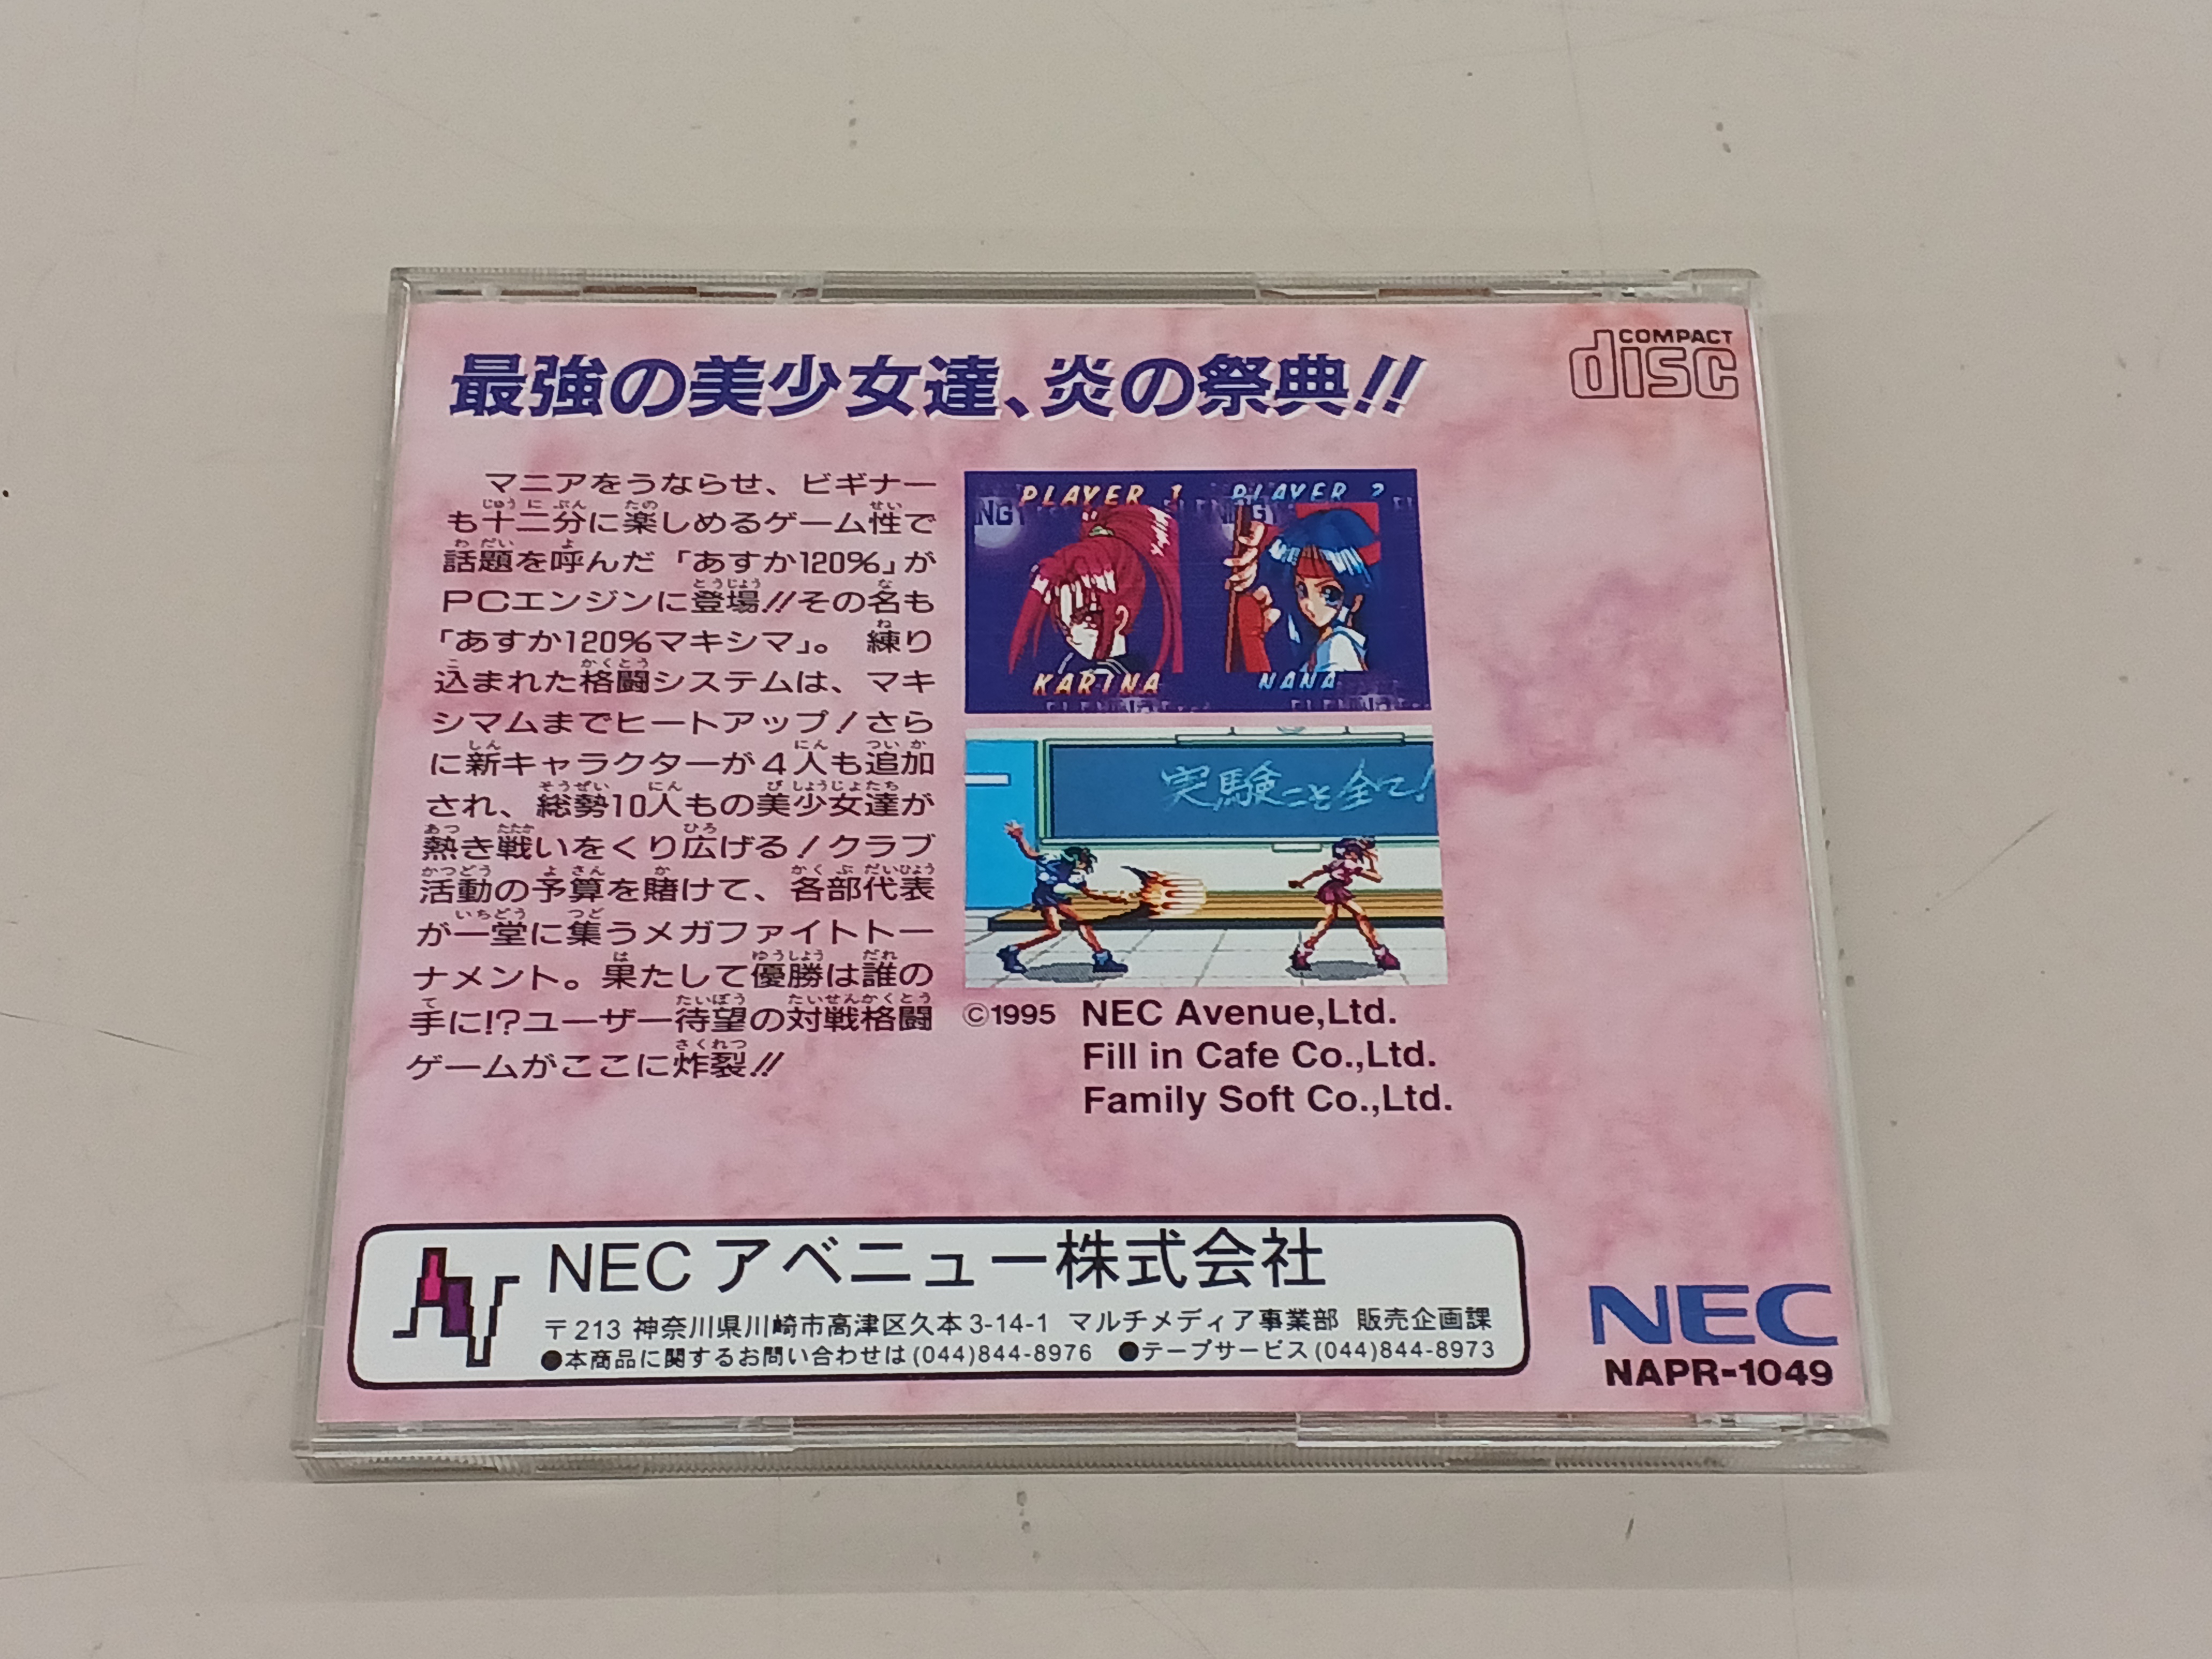 最強の美少女達、炎の祭典!!
COMPACT
disc
マニアをうならせ、ビギナー
も十二分に楽しめるゲーム性で
話題を呼んだ「あすか120%」が
PCエンジンに登場!!その名も
「あすか120%マキシマ」。練り
込まれた格闘システムは、マキ
シマムまでヒートアップ!さら
に新キャラクターが4人も追加
され、総勢10人もの美少女達が
熱き戦いをくり広げる!クラブ
活動の予算を賭けて、各部代表
が一堂に集うメガファイトトー
ナメント。果たして優勝は誰の
手に!?ユーザー待望の対戦格闘
ゲームがここに炸裂!!
PLAYER 1 PLAYER 2
KARINA NANA
実験こそ全て!
©1995 NEC Avenue,Ltd.
Fill in Cafe Co.,Ltd.
Family Soft Co.,Ltd.
NECアベニュー株式会社
〒213 神奈川県川崎市高津区久本3-14-1 マルチメディア事業部 販売企画課
●本商品に関するお問い合わせは(044)844-8976 ●テープサービス(044)844-8973
NEC
NAPR-1049